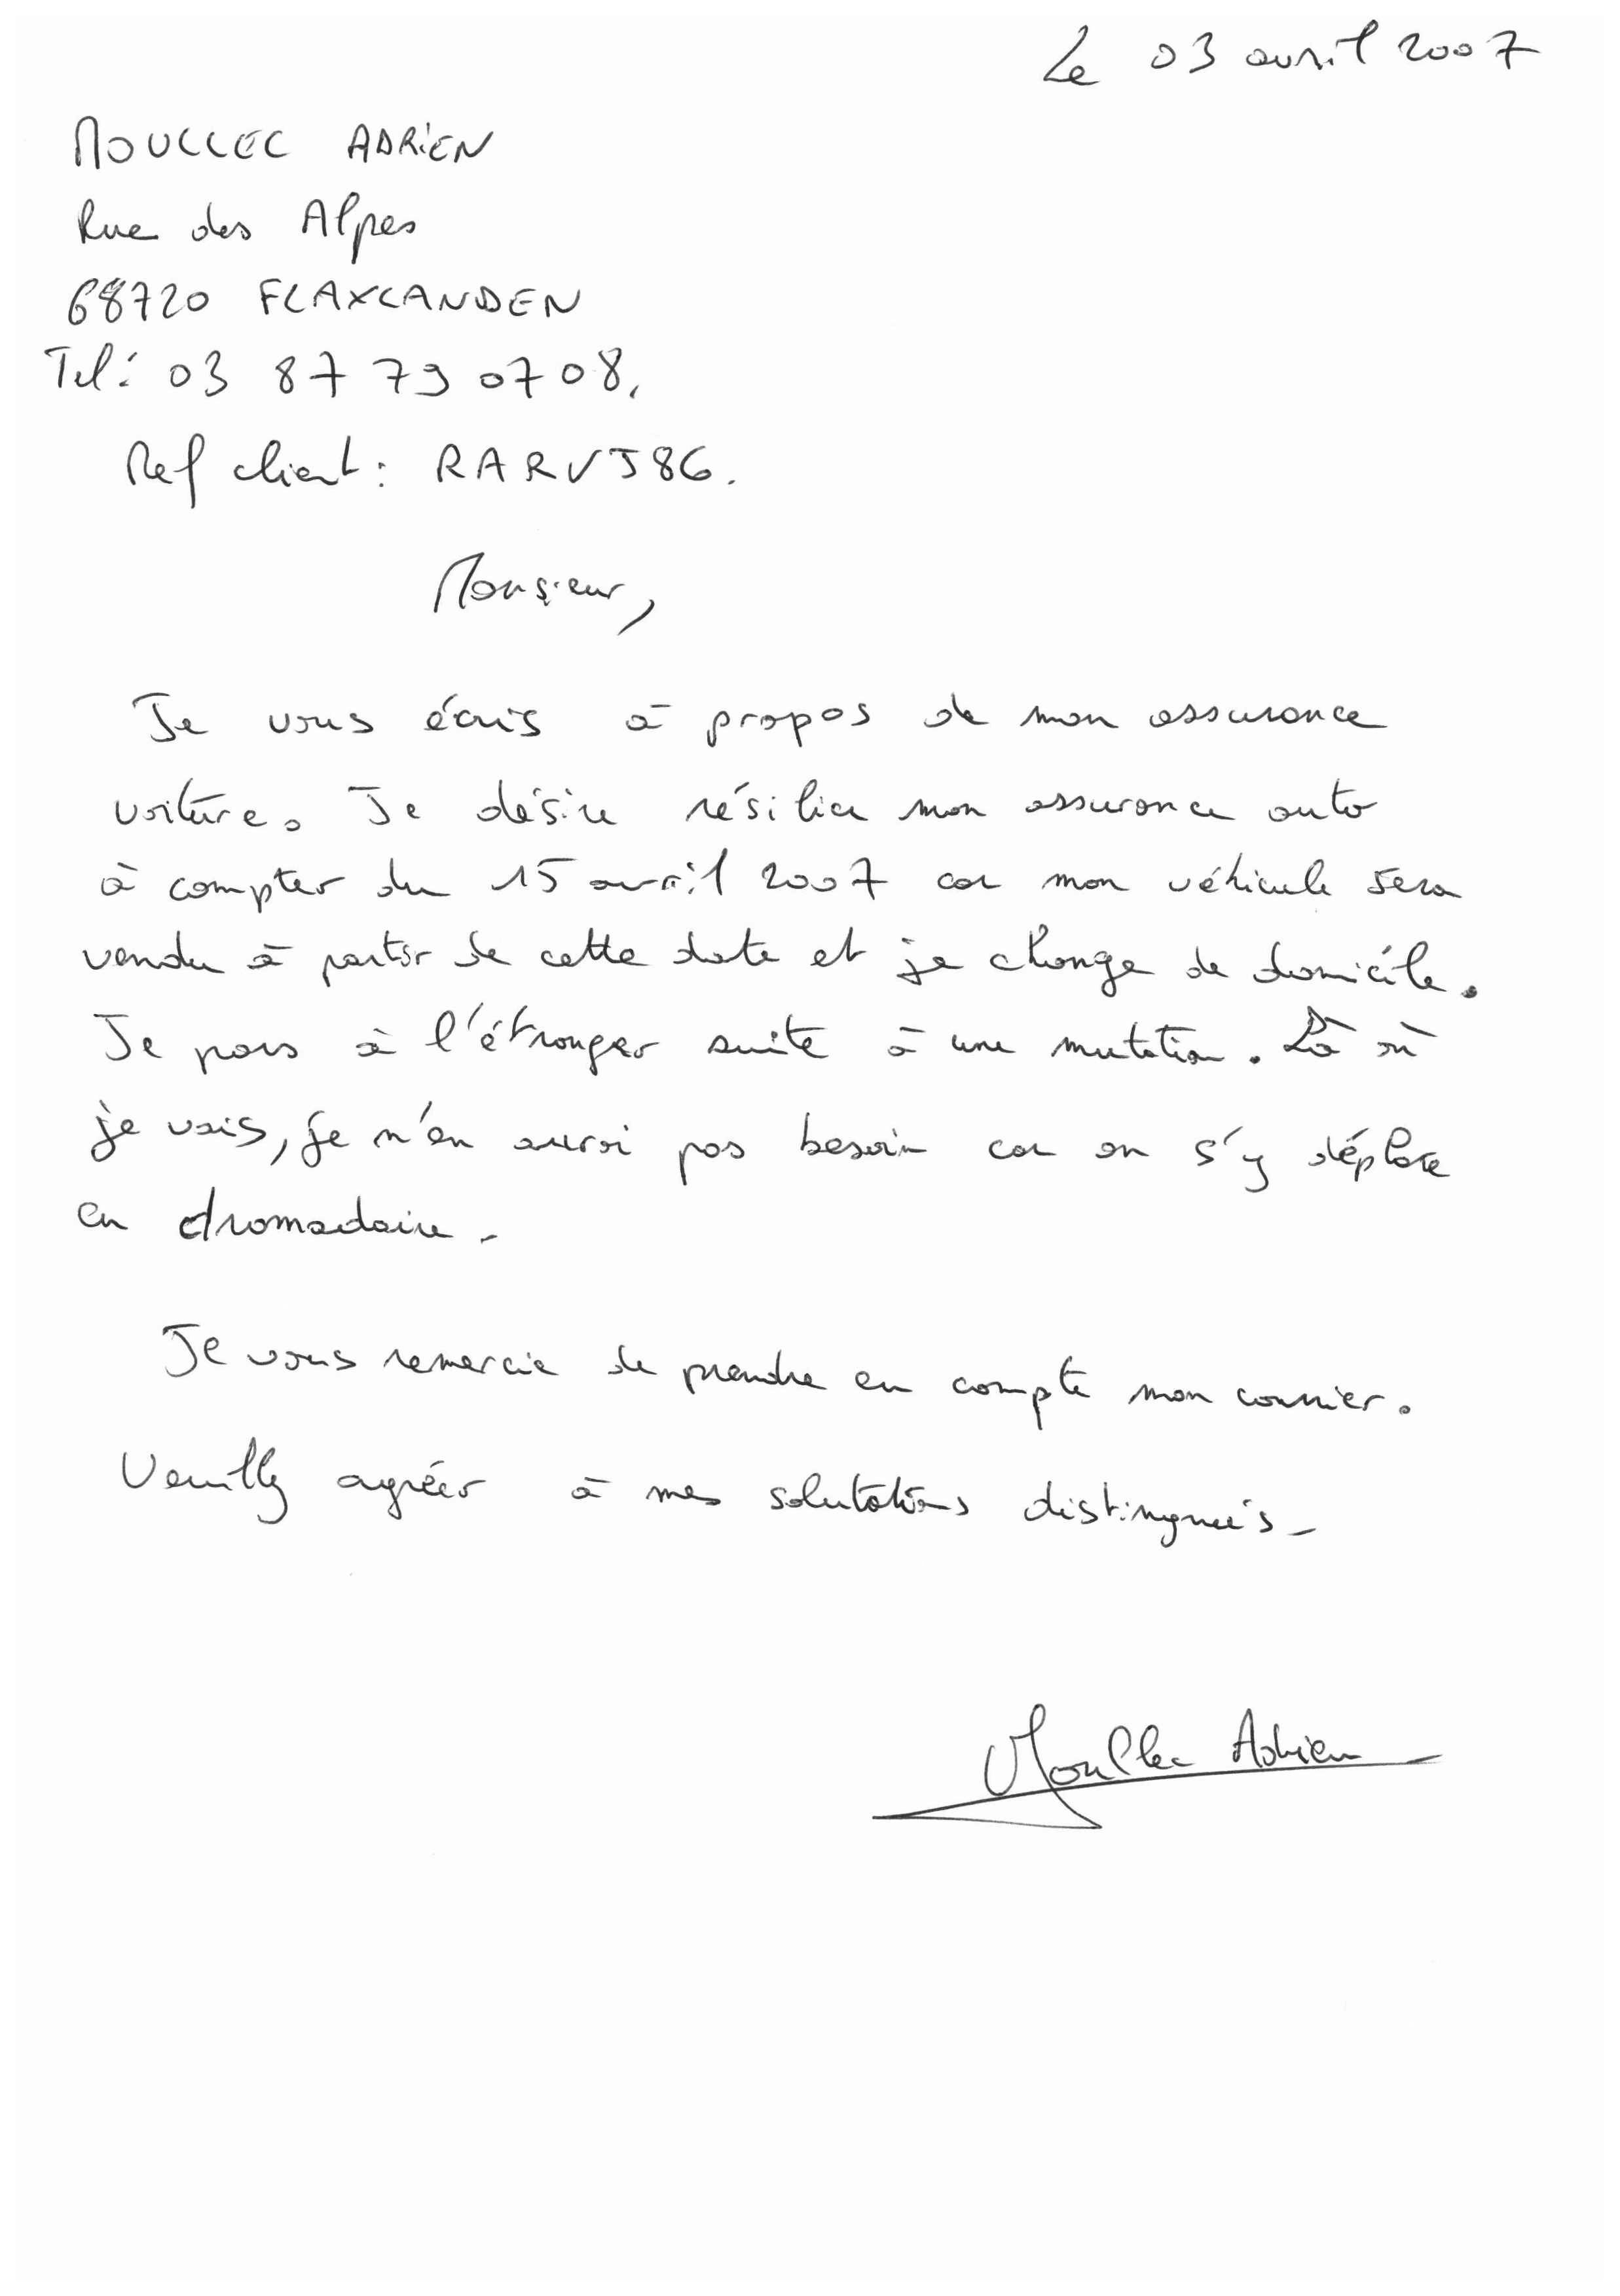 Le 03 avril 2007
MOULLEC ADRIEN
Rue des Alpes
68720 FLAXLANDEN
Tel: 03 87 79 07 08.
Ref client: RARVJ86.
Monsieur,
Je vous écris à propos de mon assurance
voiture. Je désire résilier mon assurance auto
à compter du 15 avril 2007 car mon véhicule sera
vendu à partir de cette date et je change de domicile.
Je pars à l'étranger suite à une mutation. Là où
je vais, je n'en aurai pas besoin car on s'y déplace
en dromadaire.
Je vous remercie de prendre en compte mon courrier.
Veuillez agréer à mes salutations distingués.
Moullec Adrien